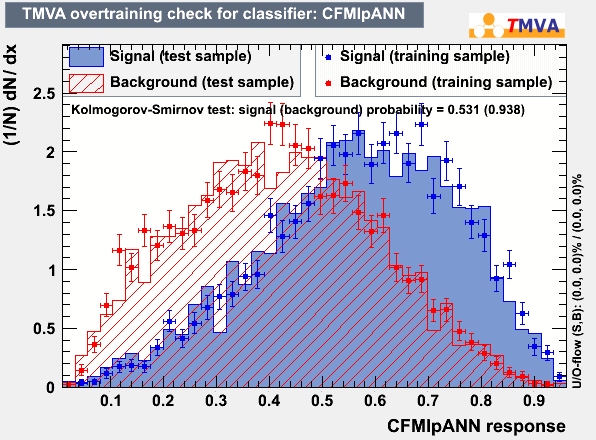 TMVA overtraining check for classifier: CFMlpANN
TMVA
Signal (test sample)
Signal (training sample)
Background (test sample)
Background (training sample)
Kolmogorov-Smirnov test: signal (background) probability = 0.531 (0.938)
(1/N) dN / dx
2.5
2
1.5
1
0.5
0
0.1 0.2 0.3 0.4 0.5 0.6 0.7 0.8 0.9
CFMlpANN response
U/O-flow (S,B): (0.0, 0.0)% / (0.0, 0.0)%